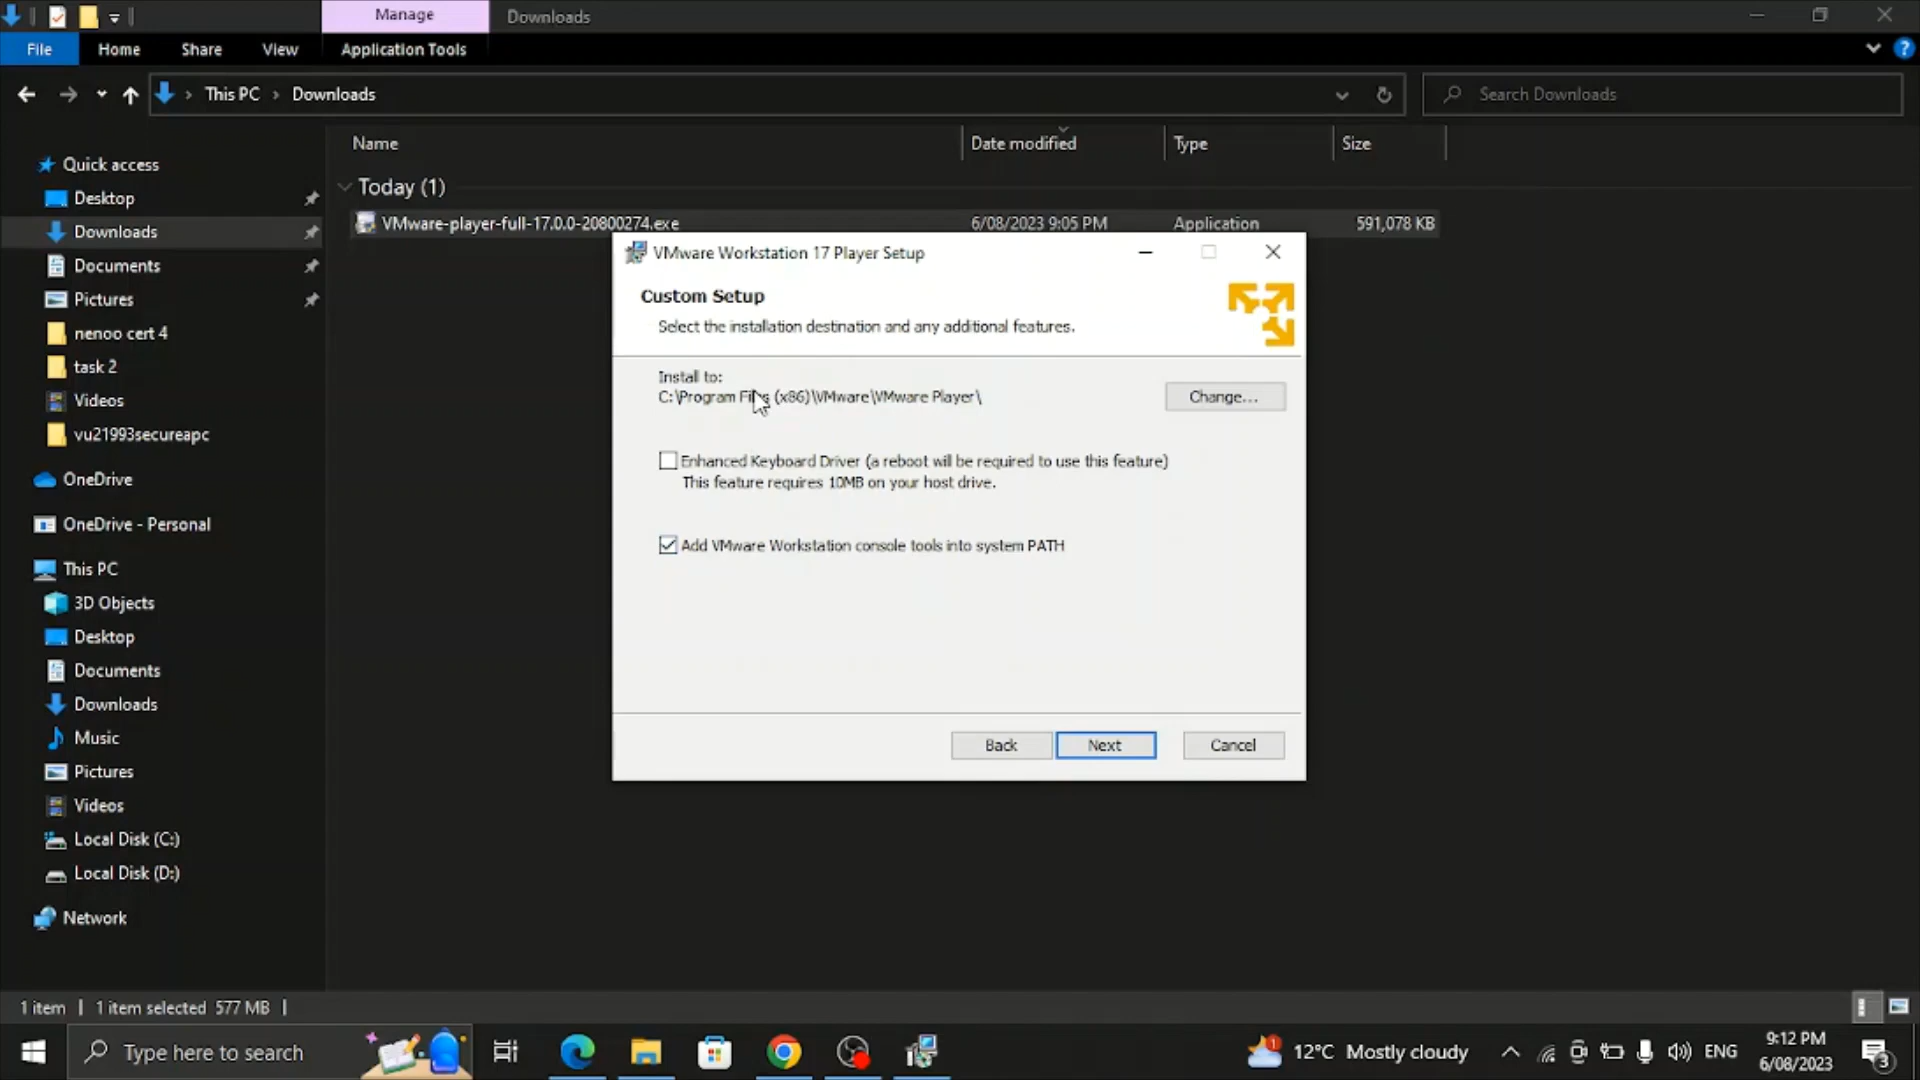 Manage
Downloads
File
Home
Share
View
Application Tools
This PC
Downloads
Search Downloads
Name
Date modified
Type
Size
Today (1)
VMware-player-full-17.0.0-20800274.exe
6/08/2023 9:05 PM
Application
591,078 KB
Quick access
Desktop
Downloads
Documents
Pictures
nenoo cert 4
task 2
Videos
vu21993secureapc
OneDrive
OneDrive - Personal
This PC
3D Objects
Desktop
Documents
Downloads
Music
Pictures
Videos
Local Disk (C:)
Local Disk (D:)
Network
VMware Workstation 17 Player Setup
Custom Setup
Select the installation destination and any additional features.
Install to:
C:\Program Files (x86)\VMware\VMware Player\
Change...
Enhanced Keyboard Driver (a reboot will be required to use this feature)
This feature requires 10MB on your host drive.
Add VMware Workstation console tools into system PATH
Back
Next
Cancel
1 item
1 item selected 577 MB
Type here to search
1
12°C Mostly cloudy
ENG
9:12 PM
6/08/2023
3